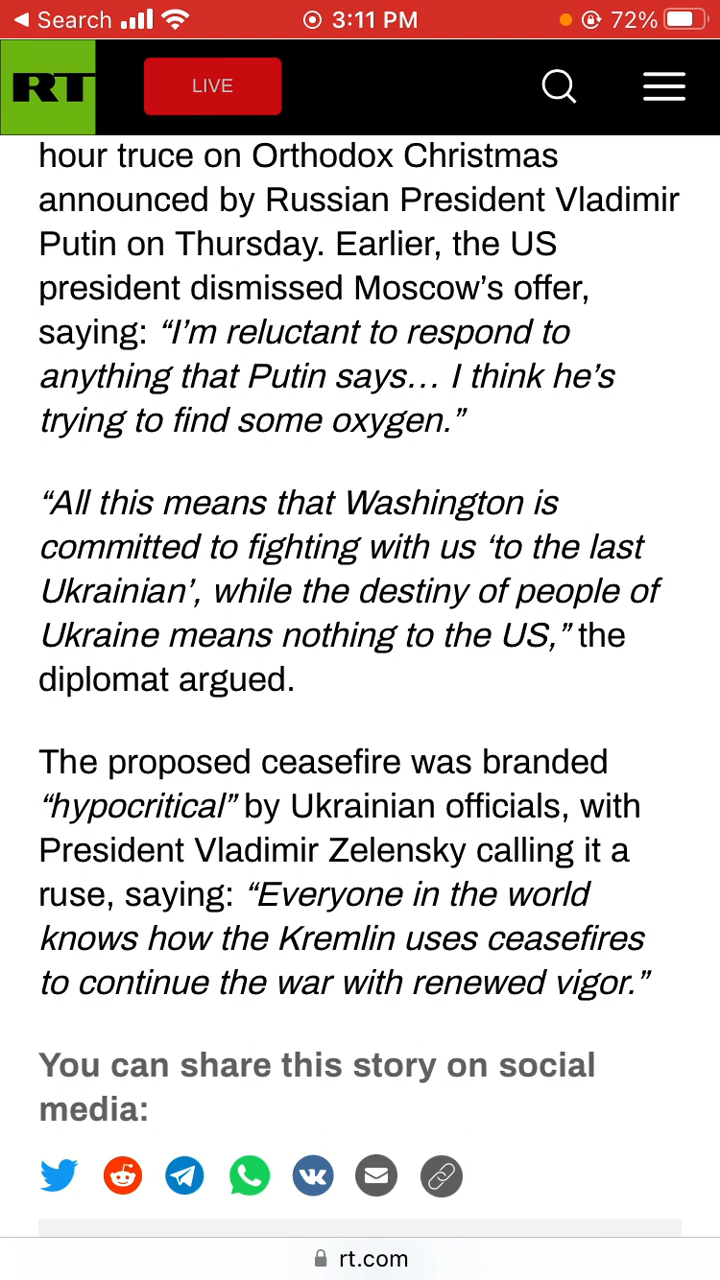 Search 3:11 PM 72%
RT LIVE
hour truce on Orthodox Christmas
announced by Russian President Vladimir
Putin on Thursday. Earlier, the US
president dismissed Moscow’s offer,
saying: “I’m reluctant to respond to
anything that Putin says… I think he’s
trying to find some oxygen.”
“All this means that Washington is
committed to fighting with us ‘to the last
Ukrainian’, while the destiny of people of
Ukraine means nothing to the US,” the
diplomat argued.
The proposed ceasefire was branded
“hypocritical” by Ukrainian officials, with
President Vladimir Zelensky calling it a
ruse, saying: “Everyone in the world
knows how the Kremlin uses ceasefires
to continue the war with renewed vigor.”
You can share this story on social
media:
rt.com